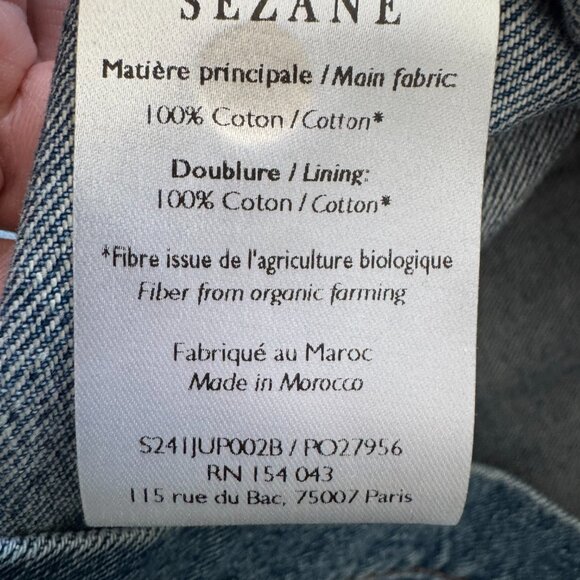 SÉZANE
Matière principale / Main fabric:
100% Coton / Cotton*
Doublure / Lining:
100% Coton / Cotton*
*Fibre issue de l'agriculture biologique
Fiber from organic farming
Fabriqué au Maroc
Made in Morocco
S241JUP002B / PO27956
RN 154 043
115 rue du Bac, 75007 Paris